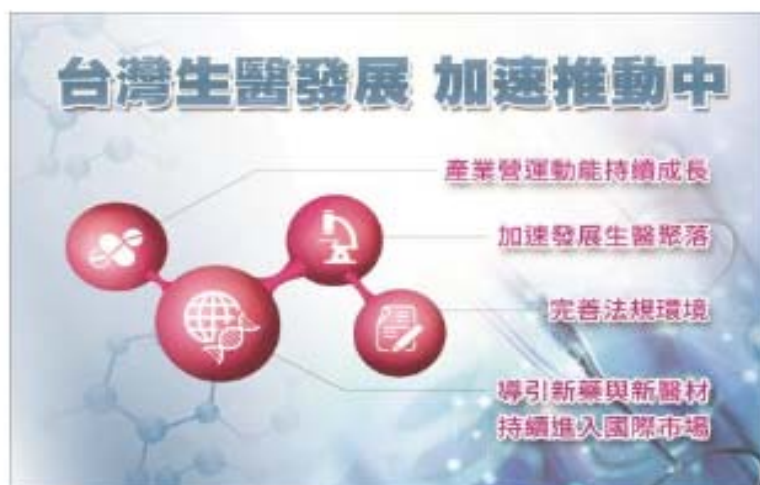 台灣生醫發展 加速推動中
產業營運動能持續成長
加速發展生醫聚落
完善法規環境
導引新藥與新醫材
持續進入國際市場